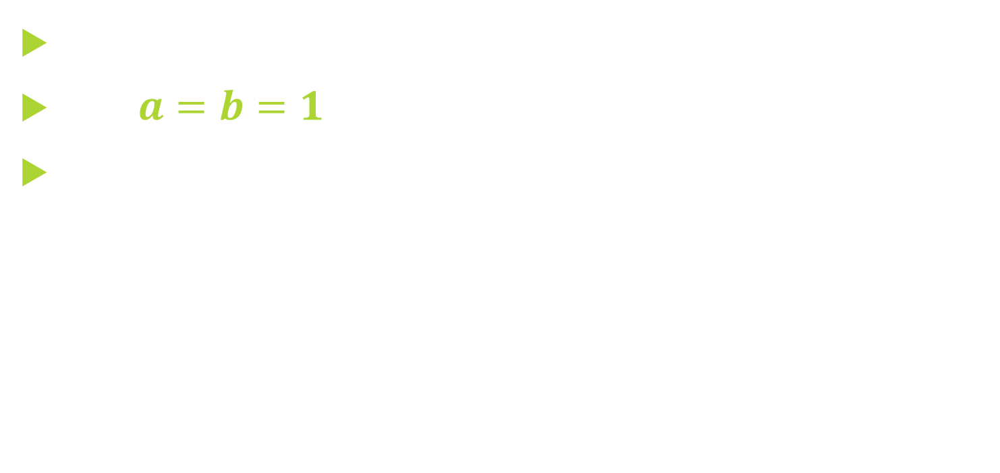 a = b = 1